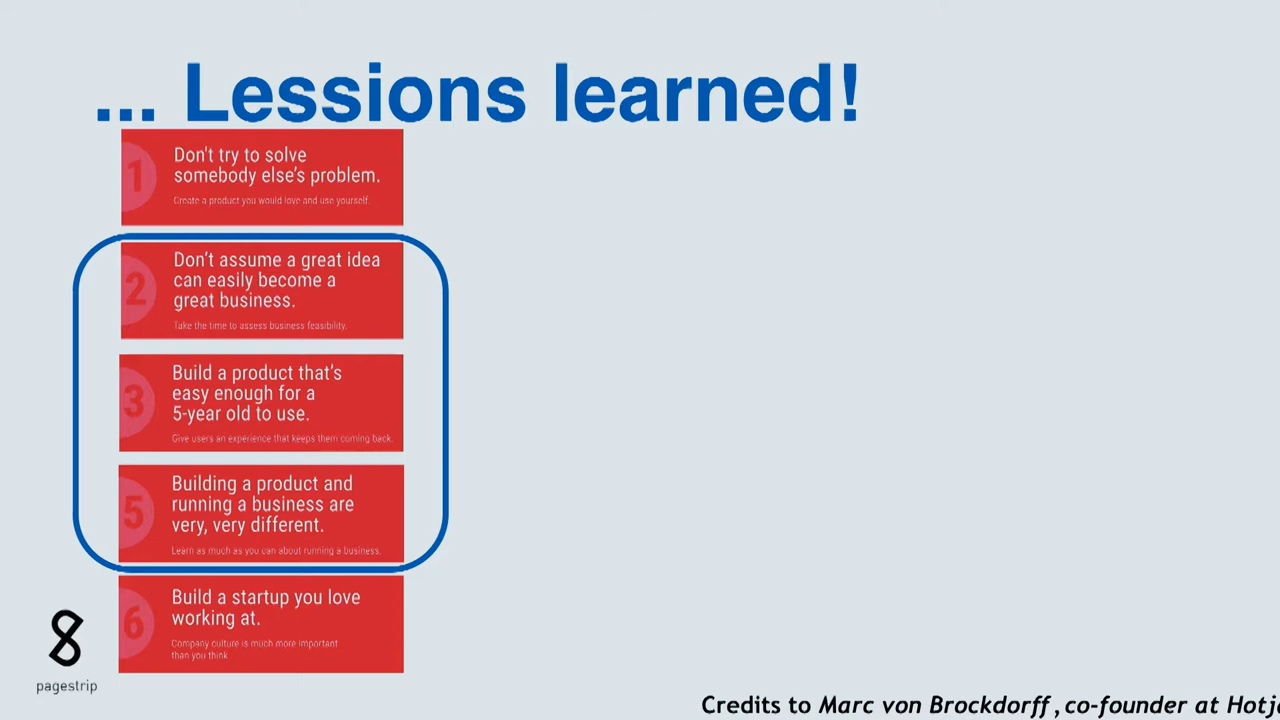 ... Lessions learned!
1
Don't try to solve
somebody else's problem.
Create a product you would love and use yourself.
2
Don't assume a great idea
can easily become a
great business.
Take the time to assess business feasibility.
3
Build a product that's
easy enough for a
5-year old to use.
Give users an experience that keeps them coming back.
5
Building a product and
running a business are
very, very different.
Learn as much as you can about running a business.
6
Build a startup you love
working at.
Company culture is much more important
than you think
pagestrip
Credits to Marc von Brockdorff, co-founder at Hotj